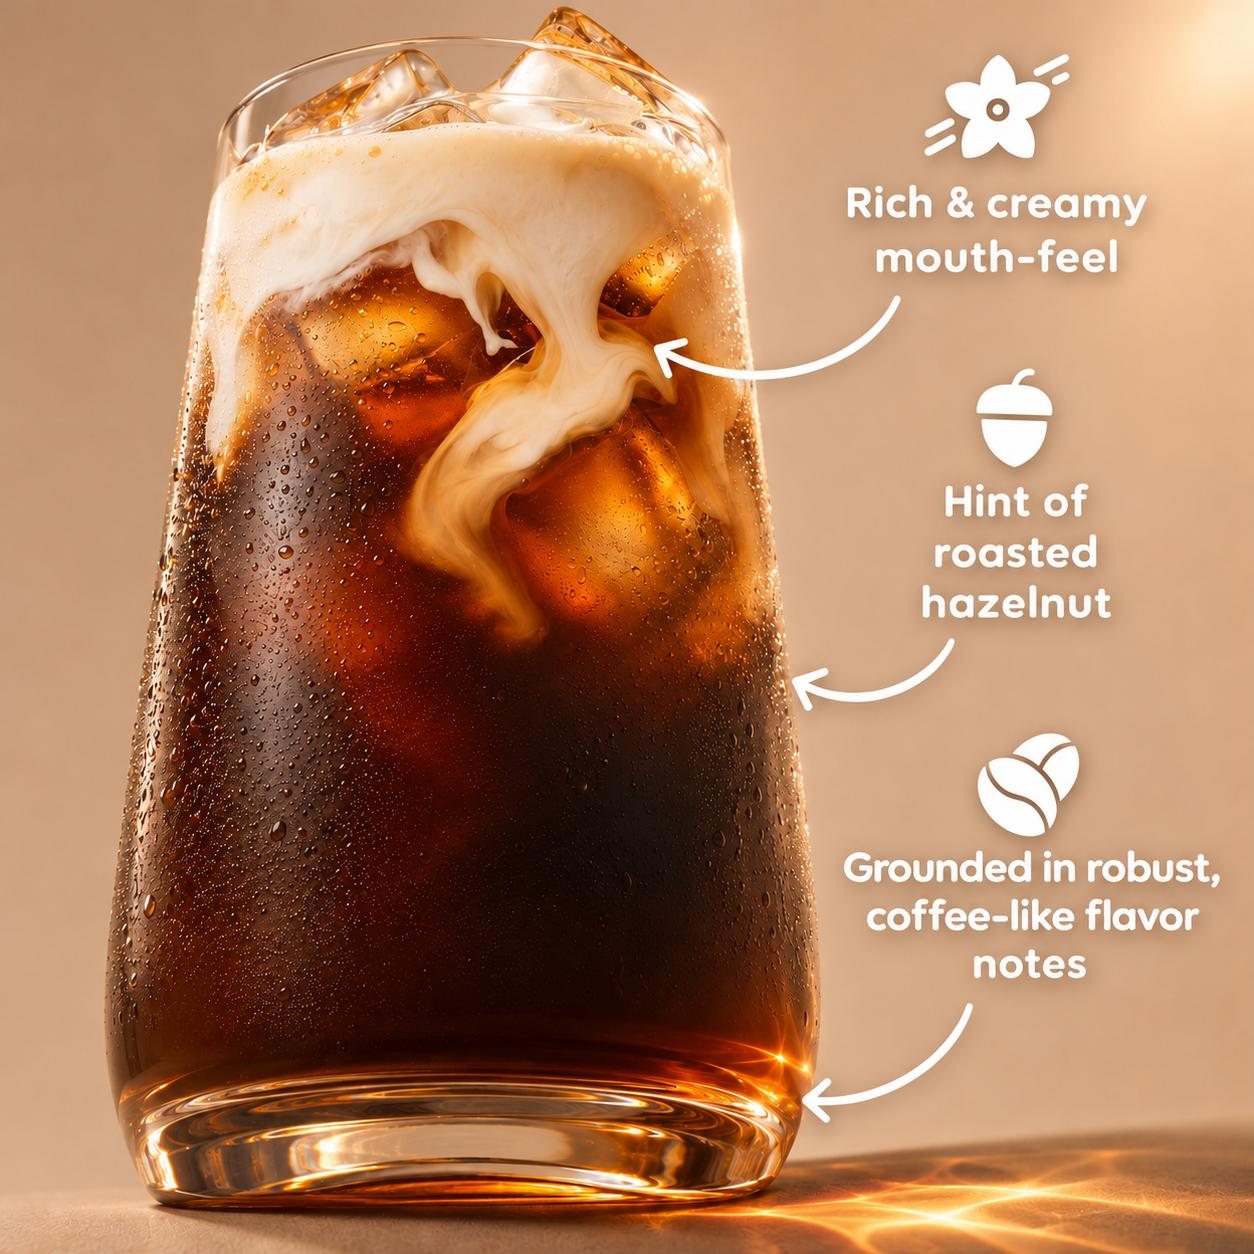 Rich & creamy
mouth-feel
Hint of
roasted
hazelnut
Grounded in robust,
coffee-like flavor
notes